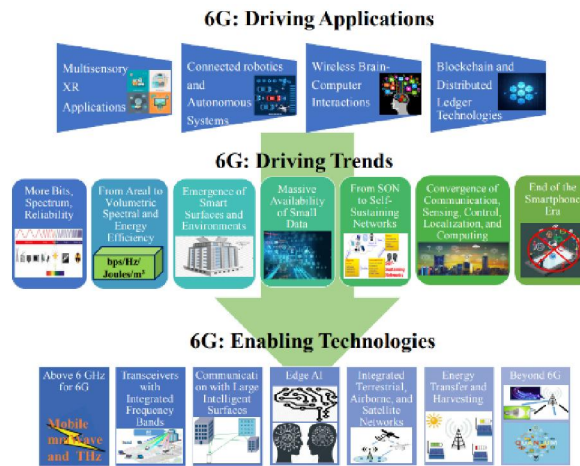 6G: Driving Applications
Multisensory
XR
Applications
Connected robotics
and
Autonomous
Systems
Wireless Brain-
Computer
Interactions
Blockchain and
Distributed
Ledger Technologies
6G: Driving Trends
More Bits,
Spectrum,
Reliability
From Areal to
Volumetric
Spectral and
Energy
Efficiency
bps/Hz/
Joules/m³
Emergence of
Smart
Surfaces and
Environments
Massive
Availability
of Small
Data
From SON
to Self-
Sustaining
Networks
Convergence of
Communication,
Sensing, Control,
Localization, and
Computing
End of the
Smartphone
Era
6G: Enabling Technologies
Above 6 GHz
for 6G
Mobile
mmWave
and THz
Transceivers
with
Integrated
Frequency
Bands
Communicati
on with Large
Intelligent
Surfaces
Edge AI
Integrated
Terrestrial,
Airborne, and
Satellite
Networks
Energy
Transfer and
Harvesting
Beyond 6G